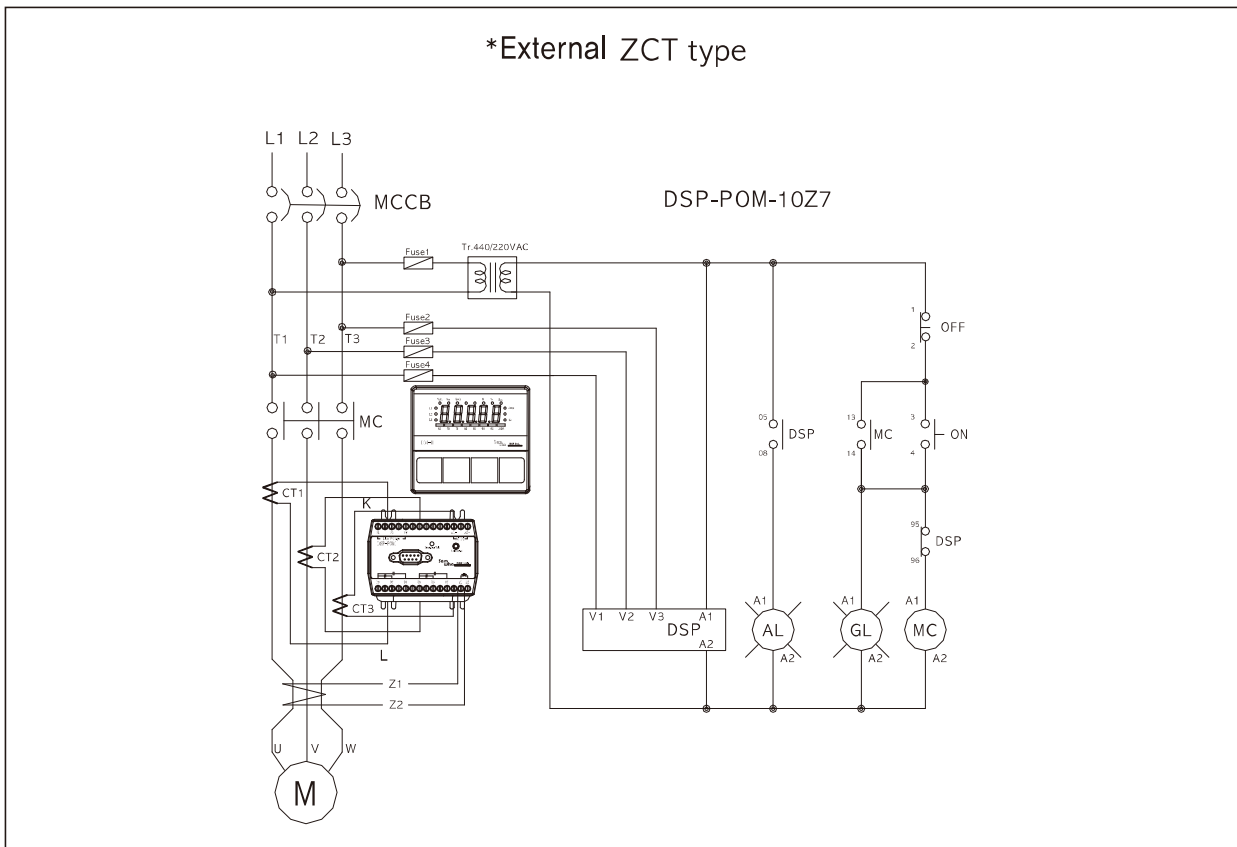 *External ZCT type
L1 L2 L3
MCCB
DSP-POM-10Z7
Fuse1
Tr.440/220VAC
Fuse2
T1 T2 T3
Fuse3
Fuse4
1
OFF
2
MC
05
DSP
08
13
MC
14
3
ON
4
CT1
K
CT2
CT3
L
95
DSP
96
V1 V2 V3 A1
DSP
A2
A1
AL
A2
A1
GL
A2
A1
MC
A2
Z1
Z2
U V W
M